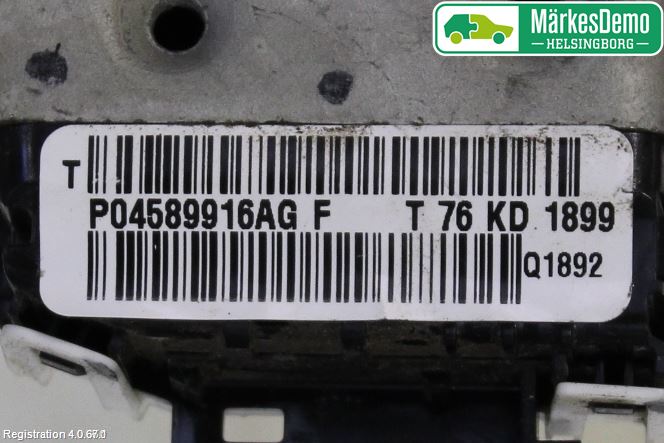 MärkesDemo
HELSINGBORG
T
P04589916AG F T 76 KD 1899
Q1892